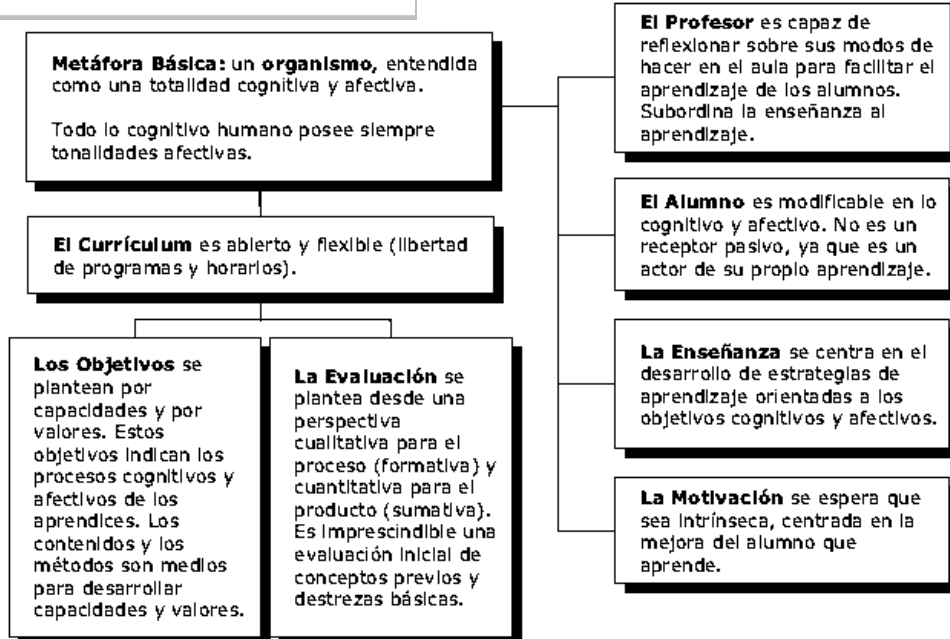 Metáfora Básica: un organismo, entendida
como una totalidad cognitiva y afectiva.
Todo lo cognitivo humano posee siempre
tonalidades afectivas.
El Currículum es abierto y flexible (libertad
de programas y horarios).
Los Objetivos se
plantean por
capacidades y por
valores. Estos
objetivos indican los
procesos cognitivos y
afectivos de los
aprendices. Los
contenidos y los
métodos son medios
para desarrollar
capacidades y valores.
La Evaluación se
plantea desde una
perspectiva
cualitativa para el
proceso (formativa) y
cuantitativa para el
producto (sumativa).
Es imprescindible una
evaluación inicial de
conceptos previos y
destrezas básicas.
El Profesor es capaz de
reflexionar sobre sus modos de
hacer en el aula para facilitar el
aprendizaje de los alumnos.
Subordina la enseñanza al
aprendizaje.
El Alumno es modificable en lo
cognitivo y afectivo. No es un
receptor pasivo, ya que es un
actor de su propio aprendizaje.
La Enseñanza se centra en el
desarrollo de estrategias de
aprendizaje orientadas a los
objetivos cognitivos y afectivos.
La Motivación se espera que
sea intrínseca, centrada en la
mejora del alumno que
aprende.